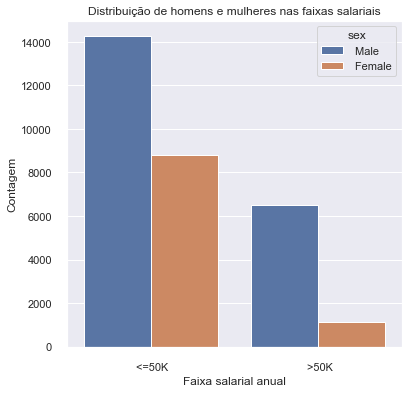 Distribuição de homens e mulheres nas faixas salariais
sex
Male
Female
14000
12000
10000
8000
6000
4000
2000
0
Contagem
<=50K
>50K
Faixa salarial anual